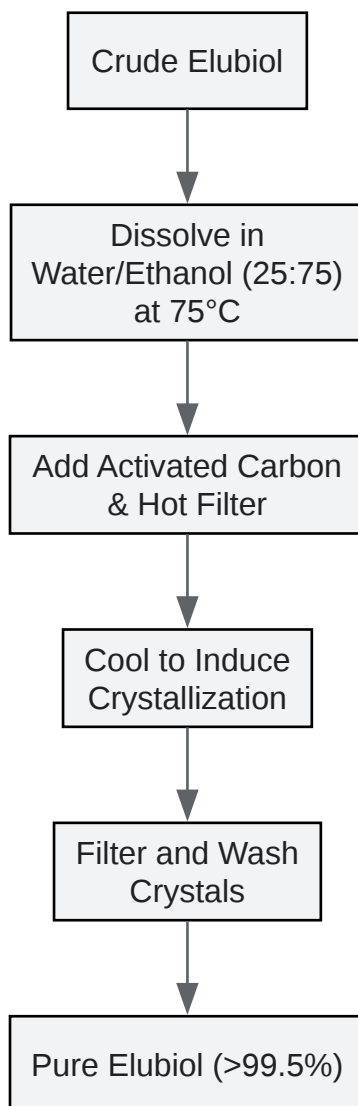 Crude Elubiol
Dissolve in
Water/Ethanol (25:75)
at 75°C
Add Activated Carbon
& Hot Filter
Cool to Induce
Crystallization
Filter and Wash
Crystals
Pure Elubiol (>99.5%)